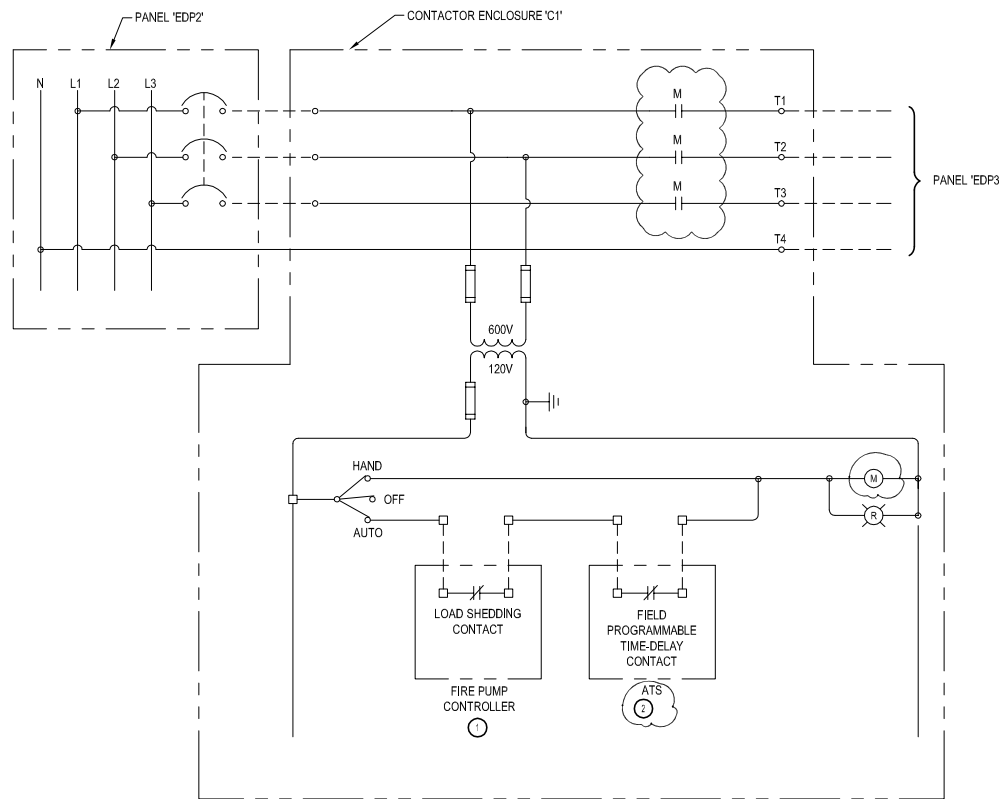 PANEL 'EDP2'
CONTACTOR ENCLOSURE 'C1'
N L1 L2 L3
M
T1
M
T2
M
T3
T4
PANEL 'EDP3
600V
120V
HAND
OFF
AUTO
M
R
LOAD SHEDDING
CONTACT
FIELD
PROGRAMMABLE
TIME-DELAY
CONTACT
FIRE PUMP
CONTROLLER
1
ATS
2